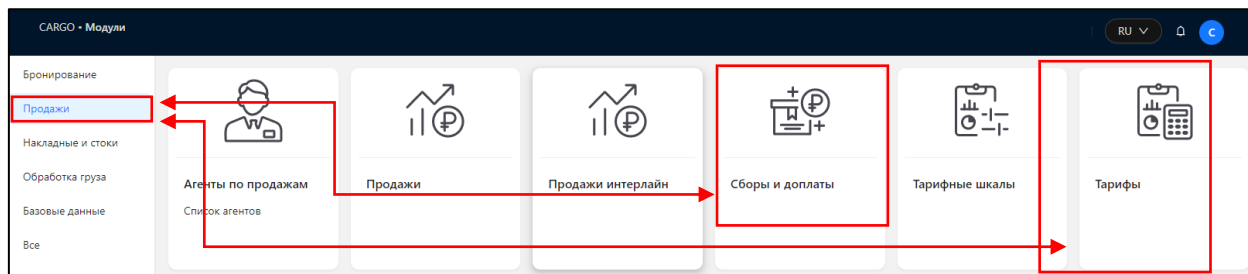 CARGO • Модули
RU
C
Бронирование
Продажи
Накладные и стоки
Обработка груза
Базовые данные
Все
Агенты по продажам
Список агентов
Продажи
Продажи интерлайн
Сборы и доплаты
Тарифные шкалы
Тарифы